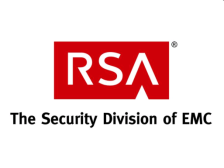 RSA®
The Security Division of EMC